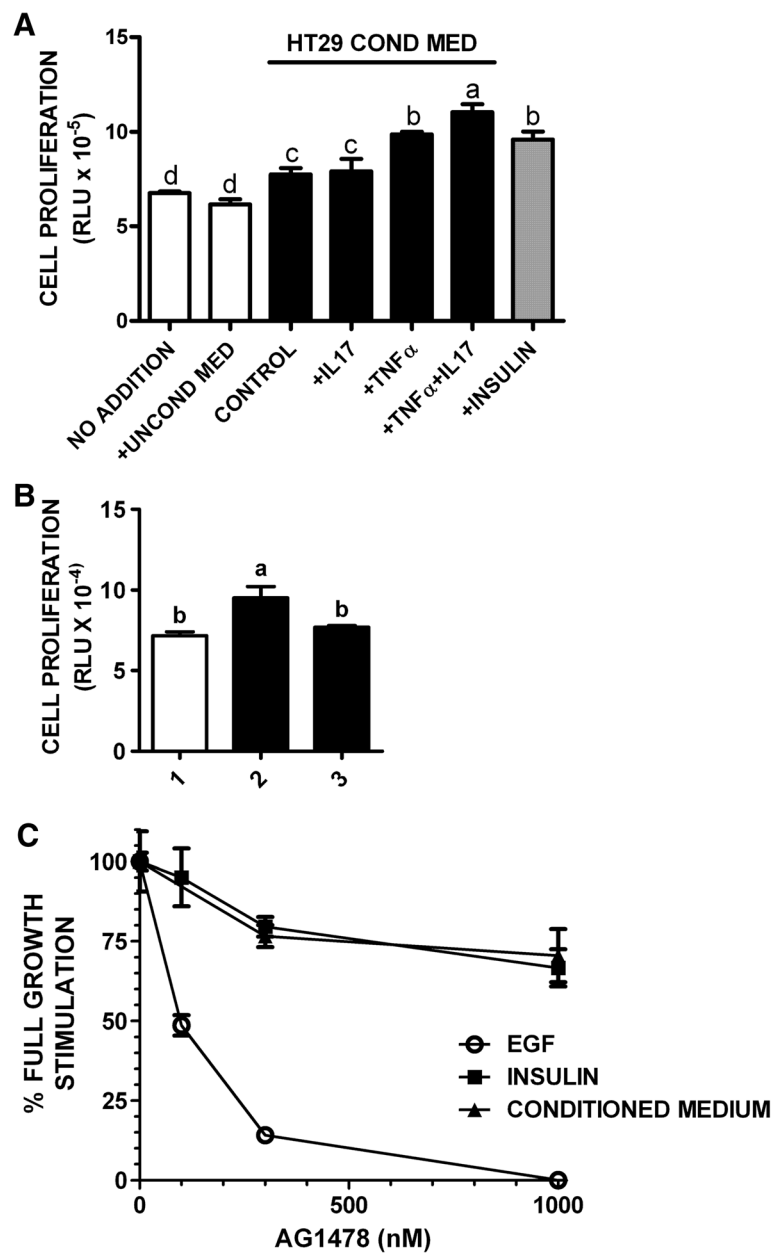 A
HT29 COND MED
CELL PROLIFERATION
(RLU x 10-5)
15
10
5
0
d
d
c
c
b
a
b
NO ADDITION
+UNCOND MED
CONTROL
+IL17
+TNFα
+TNFα+IL17
+INSULIN
B
CELL PROLIFERATION
(RLU X 10-4)
15
10
5
0
b
a
b
1
2
3
C
% FULL GROWTH
STIMULATION
100
75
50
25
0
EGF
INSULIN
CONDITIONED MEDIUM
0
500
1000
AG1478 (nM)